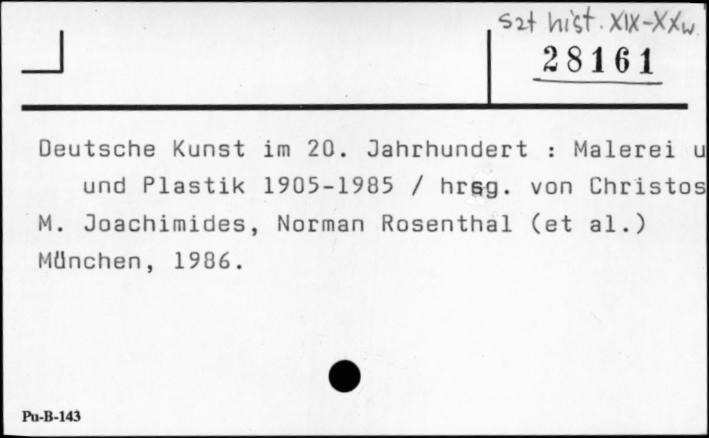 Szt hist. XIX-XXw.
28161
Deutsche Kunst im 20. Jahrhundert : Malerei u
und Plastik 1905-1985 / hrsg. von Christos
M. Joachimides, Norman Rosenthal (et al.)
München, 1986.
Pu-B-143